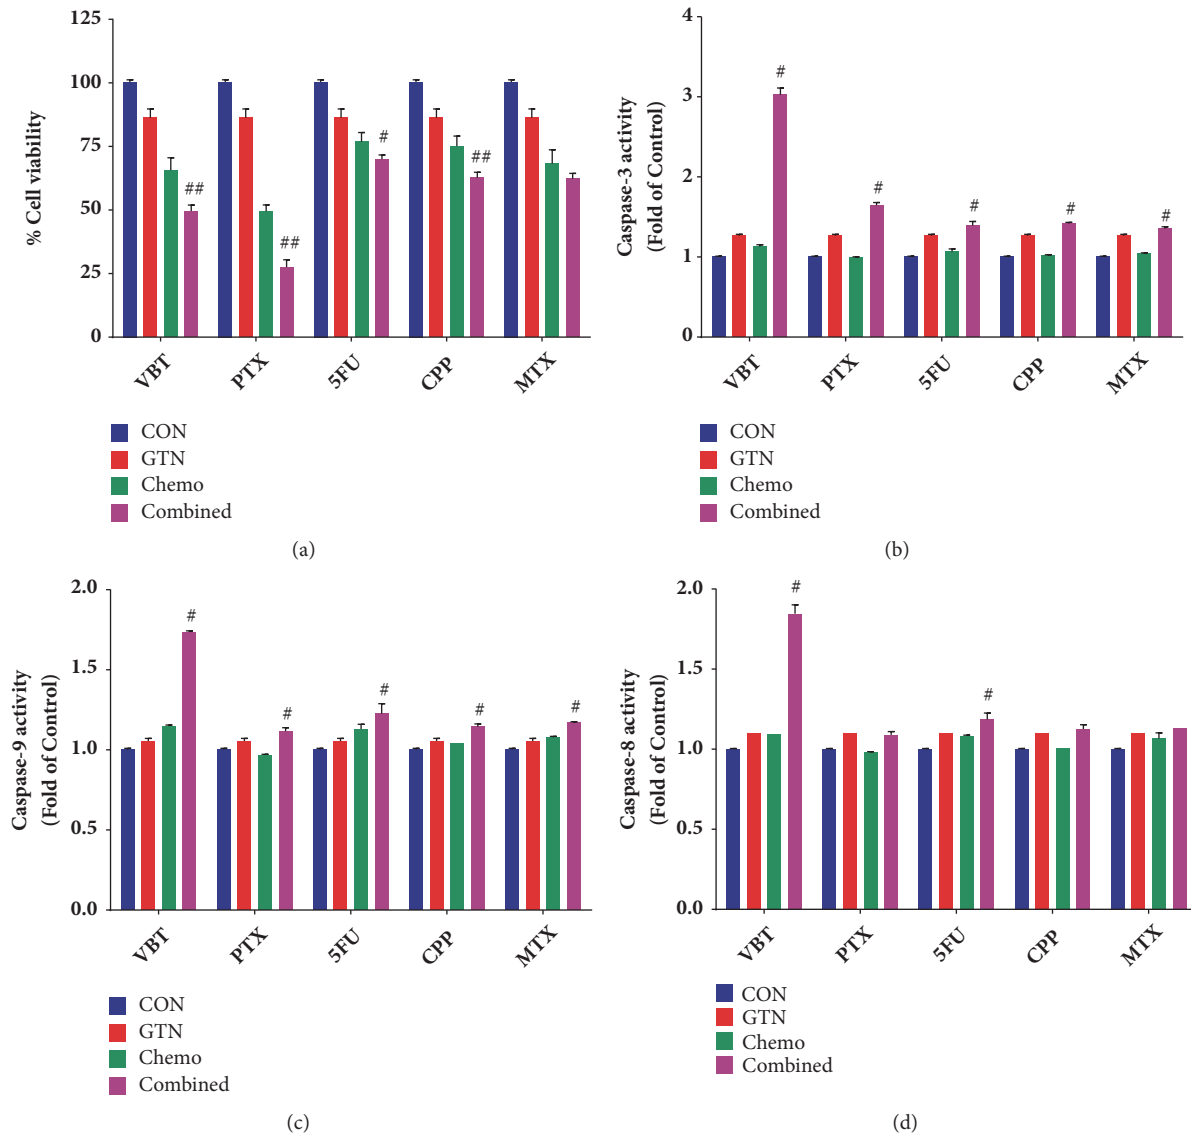 % Cell viability
125
100
75
50
25
0
##
##
#
##
VBT
PTX
5FU
CPP
MTX
CON
GTN
Chemo
Combined
(a)
Caspase-3 activity
(Fold of Control)
4
3
2
1
0
#
#
#
#
#
VBT
PTX
5FU
CPP
MTX
CON
GTN
Chemo
Combined
(b)
Caspase-9 activity
(Fold of Control)
2.0
1.5
1.0
0.5
0.0
#
#
#
#
#
VBT
PTX
5FU
CPP
MTX
CON
GTN
Chemo
Combined
(c)
Caspase-8 activity
(Fold of Control)
2.0
1.5
1.0
0.5
0.0
#
#
VBT
PTX
5FU
CPP
MTX
CON
GTN
Chemo
Combined
(d)